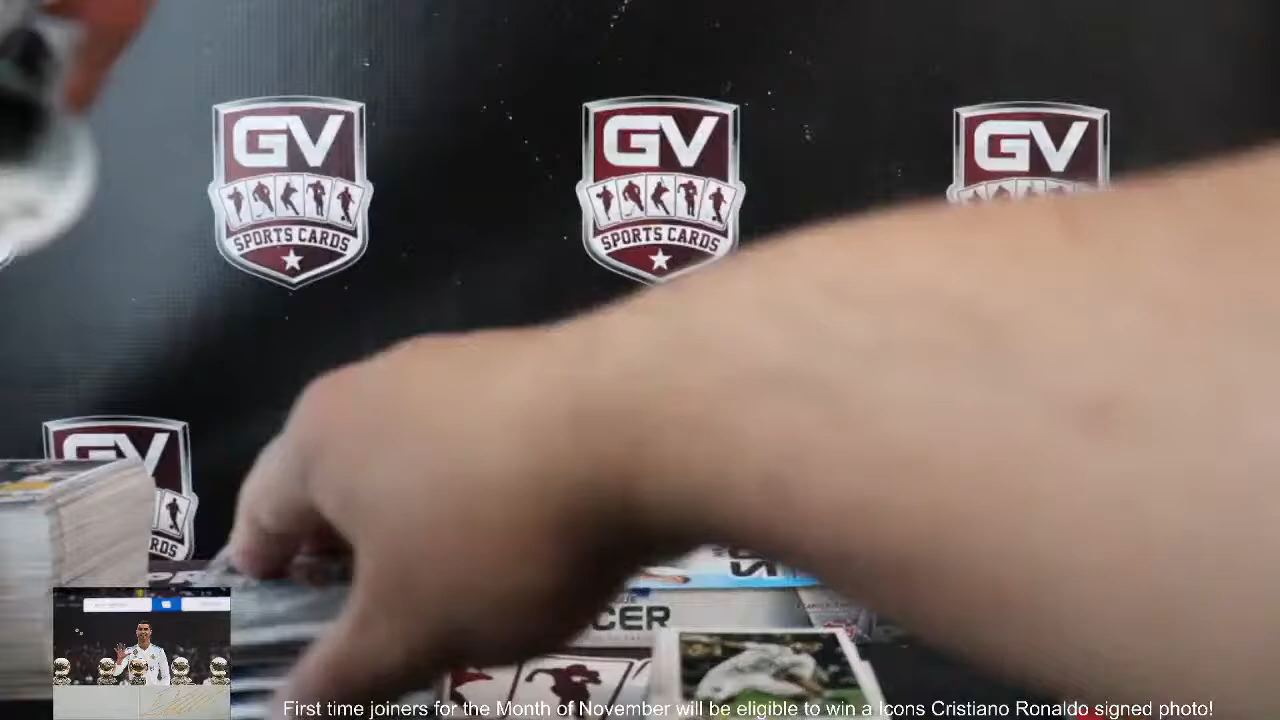 GV
SPORTS CARDS
GV
SPORTS CARDS
GV
GV
RDS
CER
First time joiners for the Month of November will be eligible to win a Icons Cristiano Ronaldo signed photo!